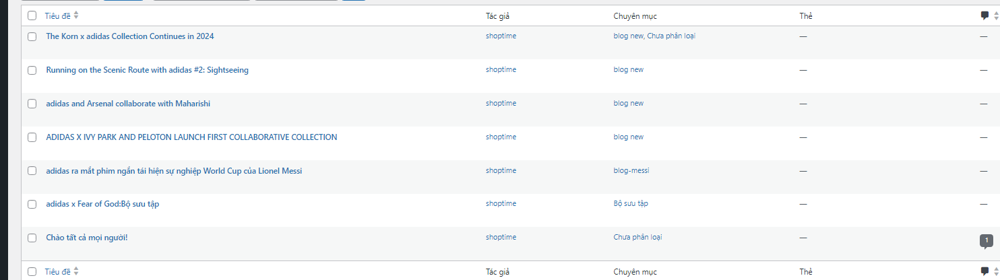 Tiêu đề Tác giả Chuyên mục Thẻ
The Korn x adidas Collection Continues in 2024 shoptime blog new, Chưa phân loại — —
Running on the Scenic Route with adidas #2: Sightseeing shoptime blog new — —
adidas and Arsenal collaborate with Maharishi shoptime blog new — —
ADIDAS X IVY PARK AND PELOTON LAUNCH FIRST COLLABORATIVE COLLECTION shoptime blog new — —
adidas ra mắt phim ngắn tái hiện sự nghiệp World Cup của Lionel Messi shoptime blog-messi — —
adidas x Fear of God:Bộ sưu tập shoptime Bộ sưu tập — —
Chào tất cả mọi người! shoptime Chưa phân loại — 1
Tiêu đề Tác giả Chuyên mục Thẻ